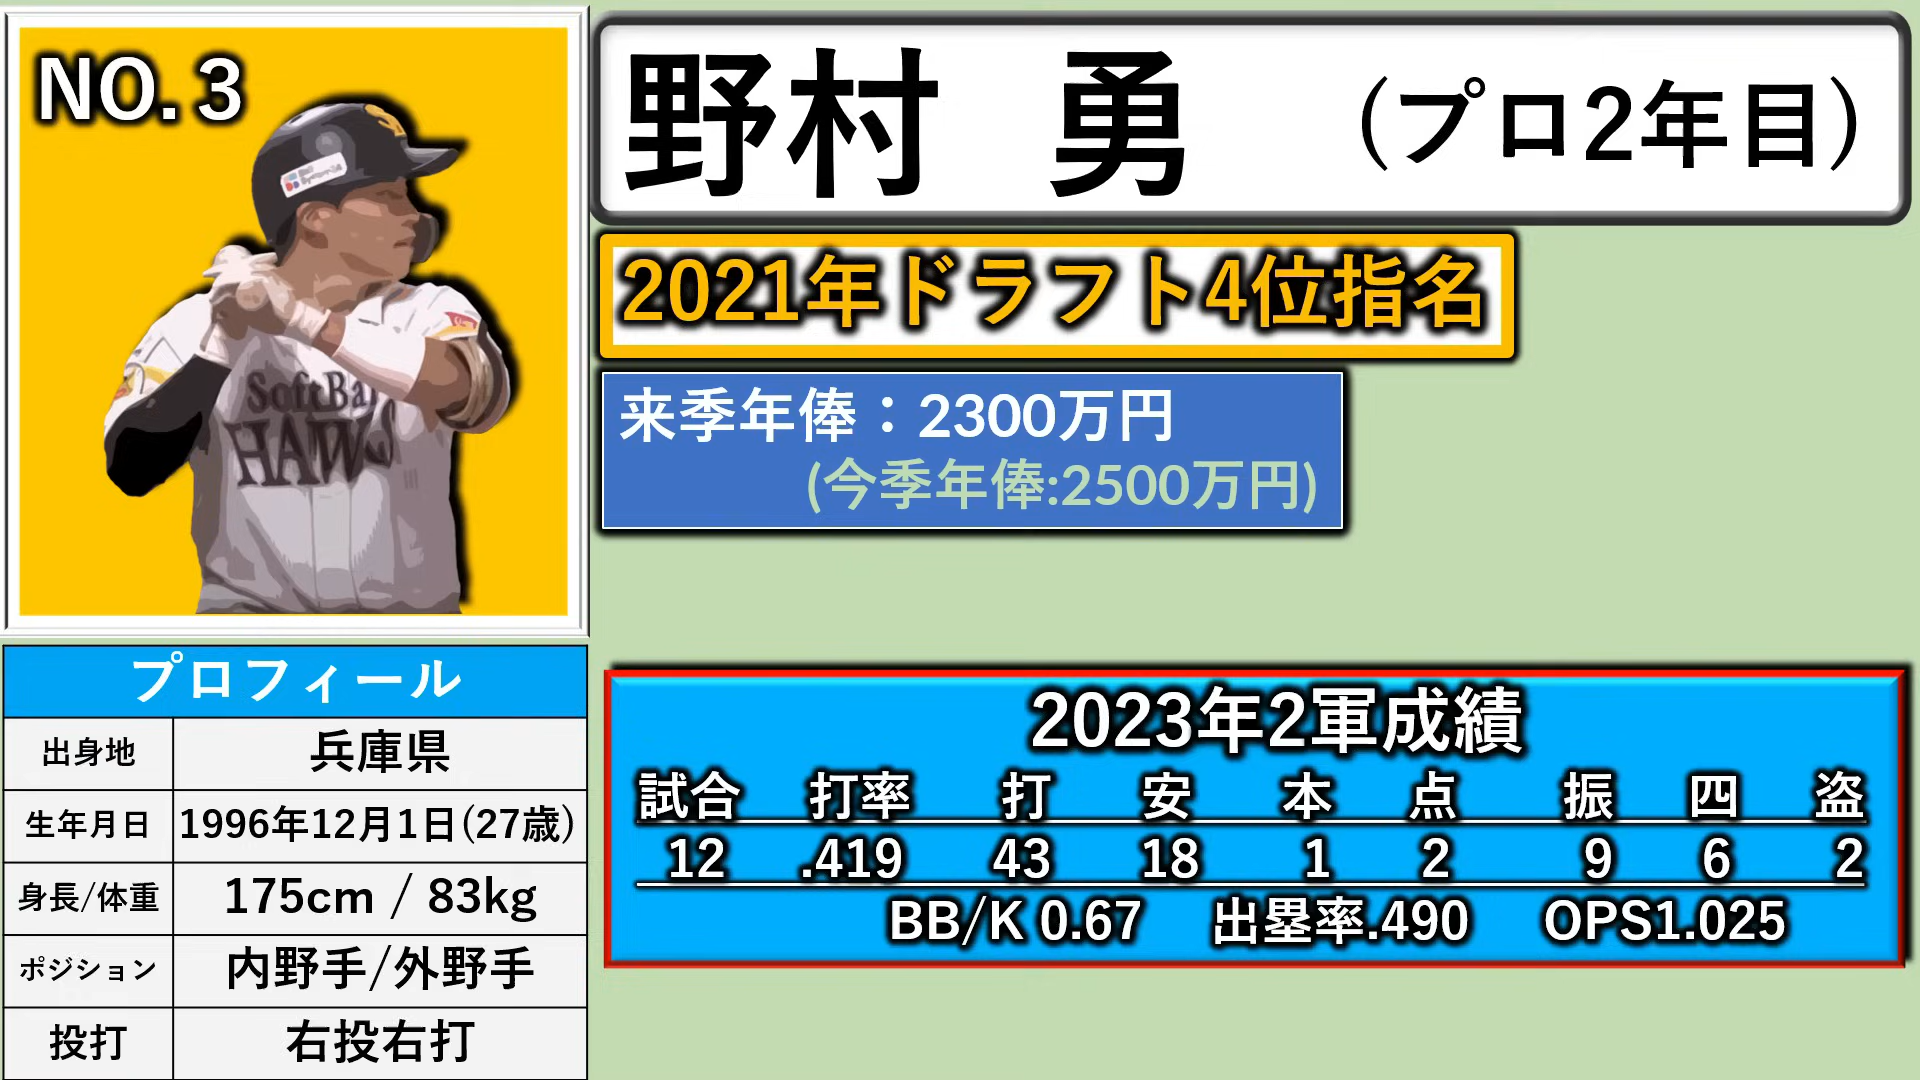 NO.3
野村 勇 (プロ2年目)
2021年ドラフト4位指名
来季年俸：2300万円
(今季年俸:2500万円)
SoftBa
HAW
プロフィール
出身地 兵庫県
生年月日 1996年12月1日(27歳)
身長/体重 175cm / 83kg
ポジション 内野手/外野手
投打 右投右打
2023年2軍成績
試合 打率 打 安 本 点 振 四 盗
12 .419 43 18 1 2 9 6 2
BB/K 0.67 出塁率.490 OPS1.025